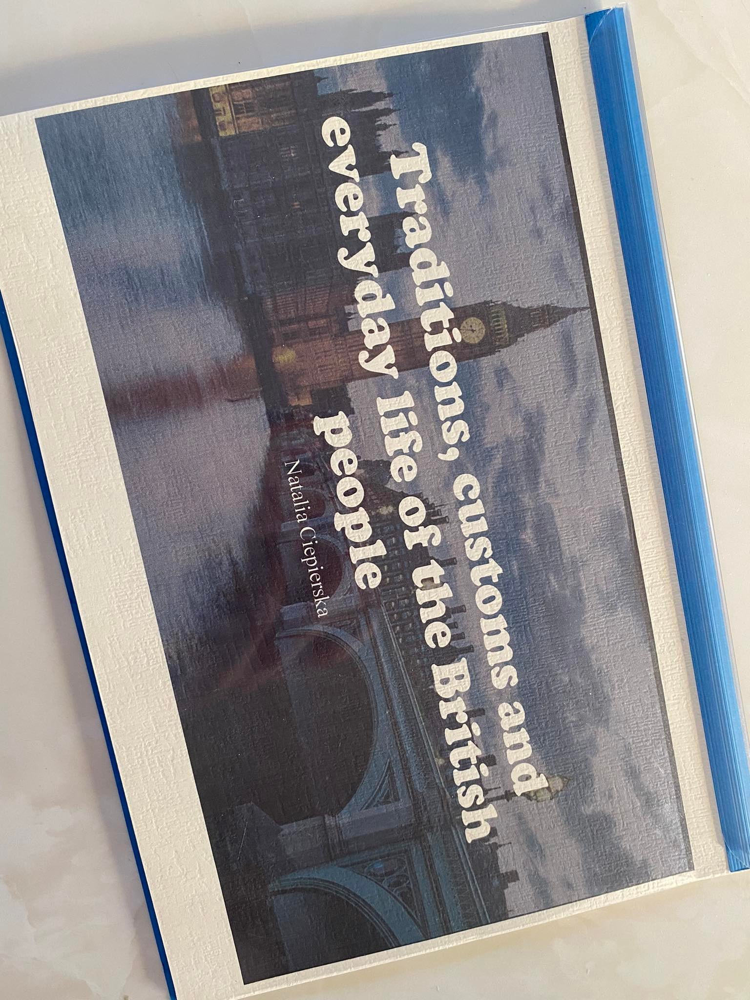 Traditions, customs and
everyday life of the British
people
Natalia Ciepierska